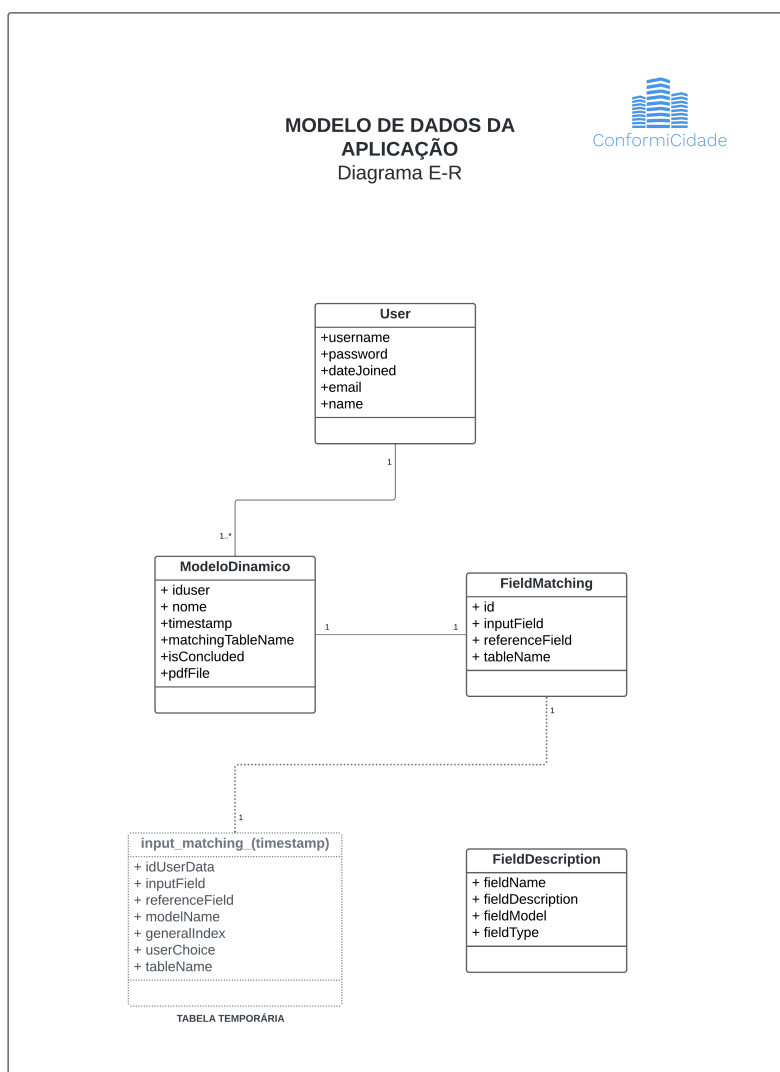 MODELO DE DADOS DA
APLICAÇÃO
Diagrama E-R
ConformiCidade
User
+username
+password
+dateJoined
+email
+name
1
1..*
ModeloDinamico
+ iduser
+ nome
+timestamp
+matchingTableName
+isConcluded
+pdfFile
1
1
FieldMatching
+ id
+ inputField
+ referenceField
+ tableName
1
1
input_matching_(timestamp)
+ idUserData
+ inputField
+ referenceField
+ modelName
+ generalIndex
+ userChoice
+ tableName
TABELA TEMPORÁRIA
FieldDescription
+ fieldName
+ fieldDescription
+ fieldModel
+ fieldType